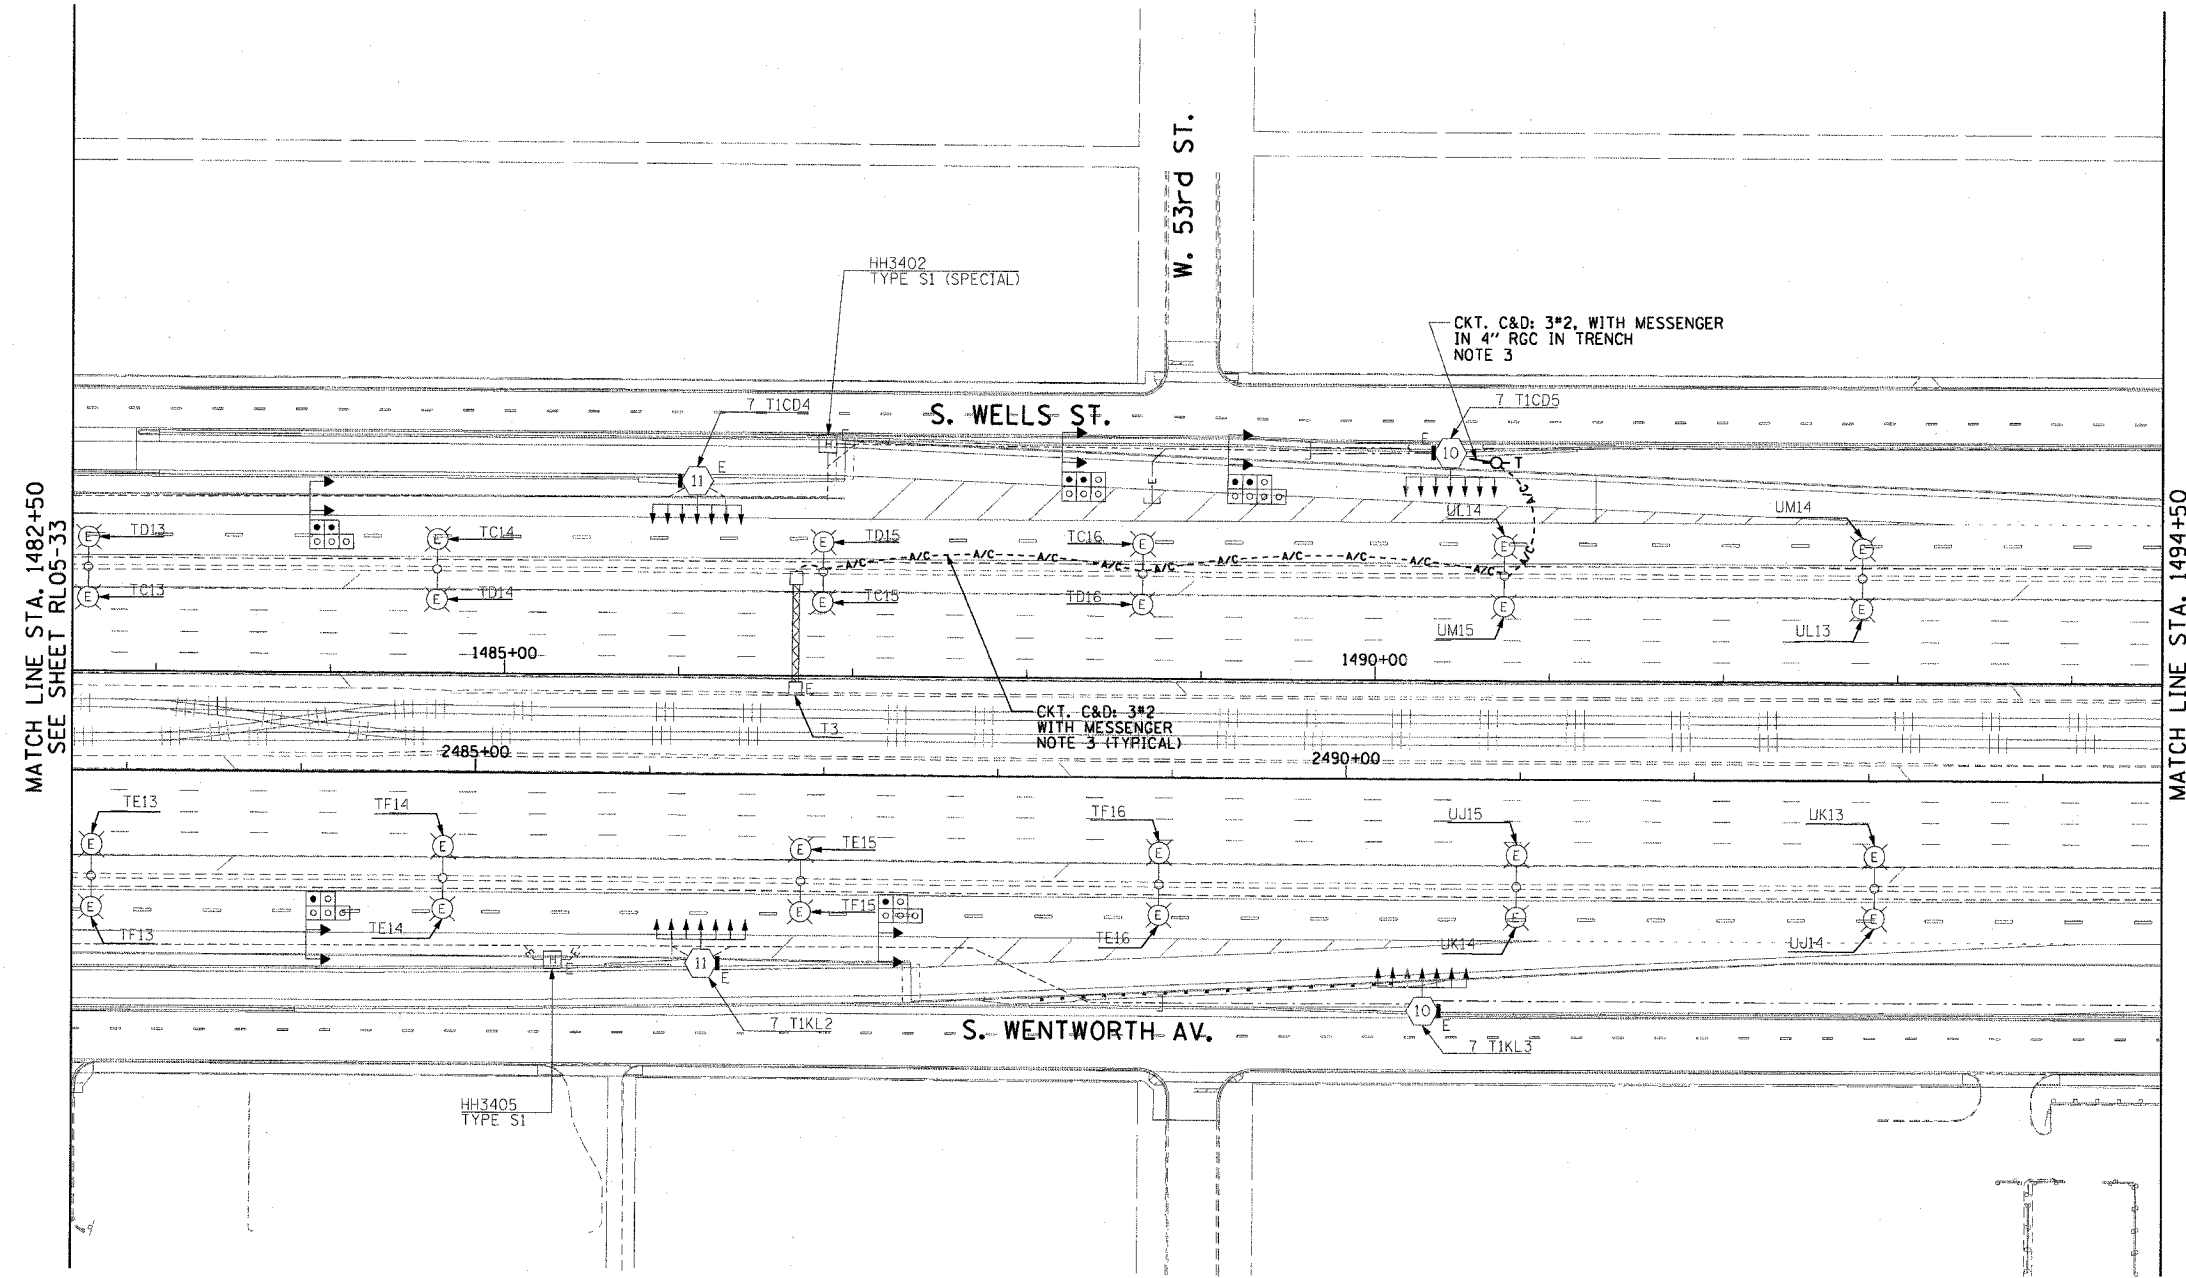 W. 53rd ST.
HH3402
TYPE S1 (SPECIAL)
CKT. C&D: 3#2, WITH MESSENGER
IN 4" RGC IN TRENCH
NOTE 3
7 T1CD4
S. WELLS ST.
7 T1CD5
H
E
E
10
T
11
E
E
A/C
MATCH LINE STA. 1482+50
SEE SHEET RL05-33
MATCH LINE STA. 1494+50
UL14
UM14
E
TD13
E
TC14
E
TD15
TC16
E
E
E
A/C
A/C
A/C
A/C
A/C
A/C
A/C
A/C
A/C
A/C
A/C
E
TC13
E
TD14
E
TC15
TD16
E
E
UM15
E
UL13
1485+00
1490+00
E
T3
CKT. C&D: 3#2
WITH MESSENGER
NOTE 3 (TYPICAL)
2485+00
2490+00
TE13
TF14
TE15
TF16
UJ15
UK13
E
E
E
E
E
E
E
TF13
TE14
E
E
TF15
TE16
E
UK14
E
UJ14
E
H
E
11
E
7 T1KL2
S. WENTWORTH AV.
10
E
7 T1KL3
HH3405
TYPE S1